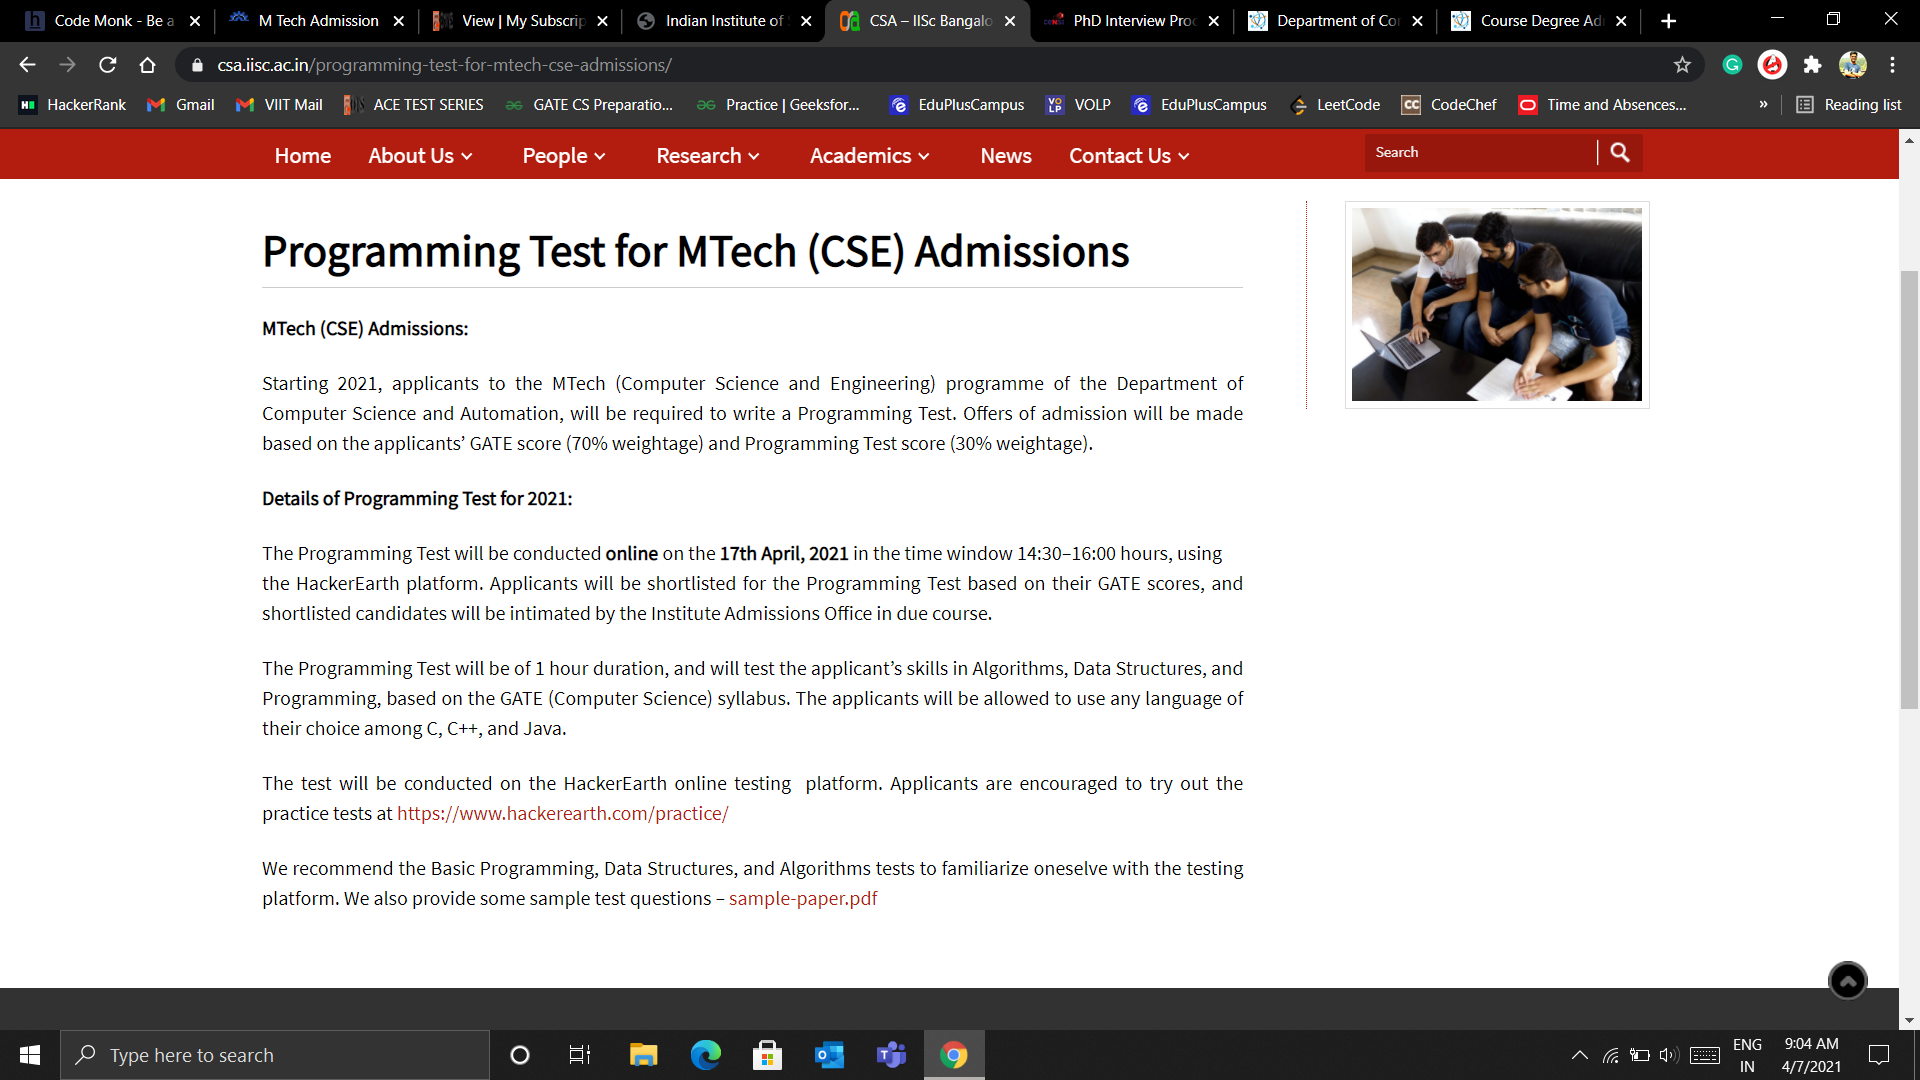 Code Monk - Be a
M Tech Admission
View | My Subscrip
Indian Institute of
CSA – IISc Bangalo
PhD Interview Proc
Department of Co
Course Degree Ad
csa.iisc.ac.in/programming-test-for-mtech-cse-admissions/
HackerRank
Gmail
VIIT Mail
ACE TEST SERIES
GATE CS Preparatio...
Practice | Geeksfor...
EduPlusCampus
VOLP
EduPlusCampus
LeetCode
CodeChef
Time and Absences...
»
Reading list
Home
About Us
People
Research
Academics
News
Contact Us
Search
Programming Test for MTech (CSE) Admissions
MTech (CSE) Admissions:
Starting 2021, applicants to the MTech (Computer Science and Engineering) programme of the Department of
Computer Science and Automation, will be required to write a Programming Test. Offers of admission will be made
based on the applicants’ GATE score (70% weightage) and Programming Test score (30% weightage).
Details of Programming Test for 2021:
The Programming Test will be conducted online on the 17th April, 2021 in the time window 14:30–16:00 hours, using
the HackerEarth platform. Applicants will be shortlisted for the Programming Test based on their GATE scores, and
shortlisted candidates will be intimated by the Institute Admissions Office in due course.
The Programming Test will be of 1 hour duration, and will test the applicant’s skills in Algorithms, Data Structures, and
Programming, based on the GATE (Computer Science) syllabus. The applicants will be allowed to use any language of
their choice among C, C++, and Java.
The test will be conducted on the HackerEarth online testing platform. Applicants are encouraged to try out the
practice tests at https://www.hackerearth.com/practice/
We recommend the Basic Programming, Data Structures, and Algorithms tests to familiarize oneselve with the testing
platform. We also provide some sample test questions – sample-paper.pdf
Type here to search
ENG
IN
9:04 AM
4/7/2021